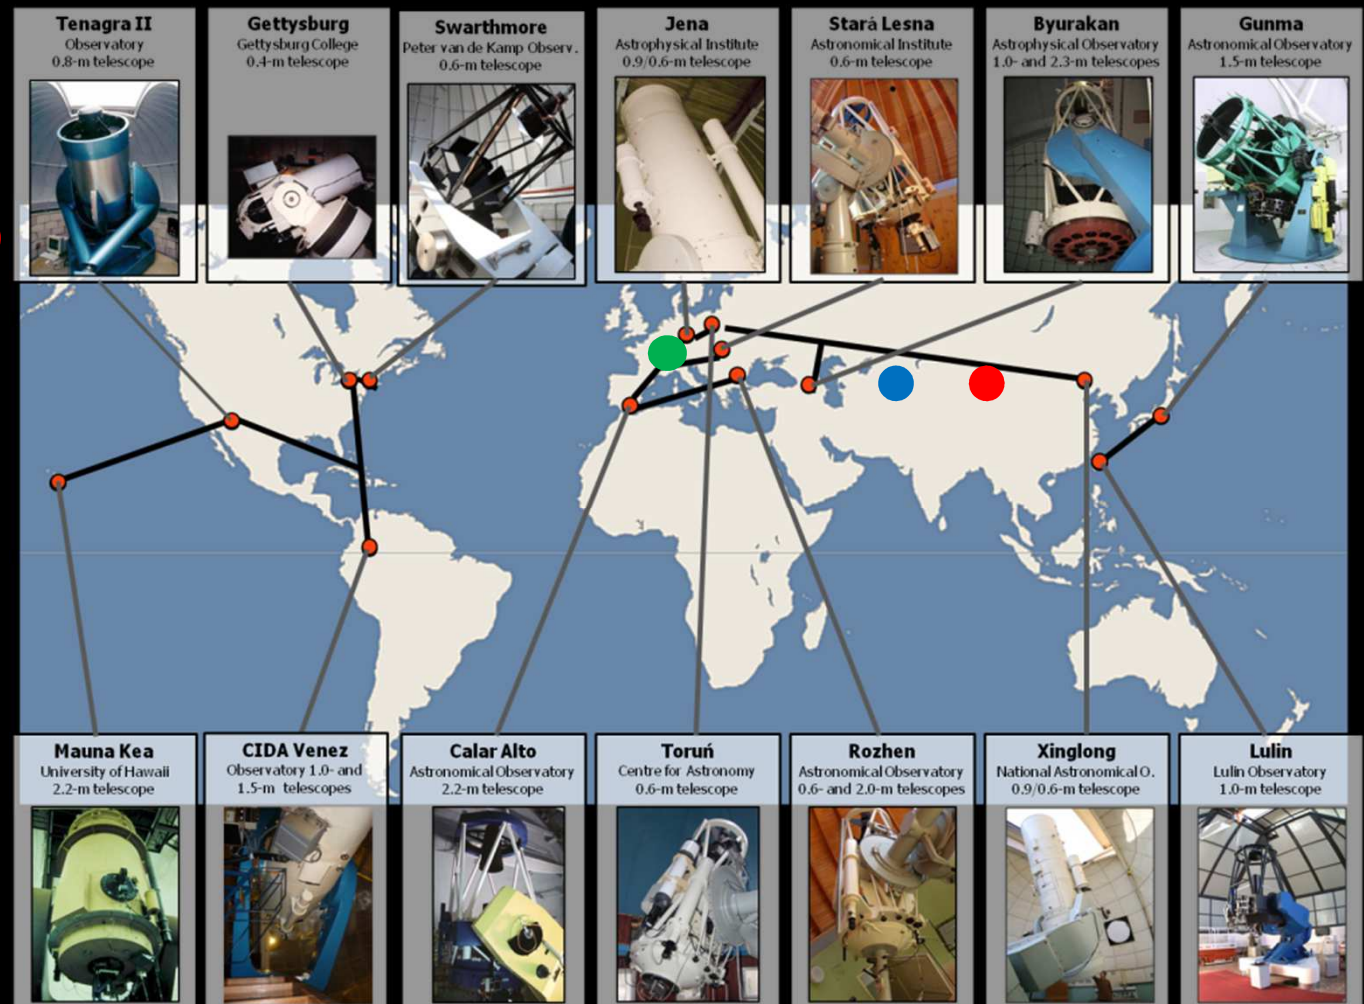 Tenagra II
Observatory
0.8-m telescope
Gettysburg
Gettysburg College
0.4-m telescope
Swarthmore
Peter van de Kamp Observ.
0.6-m telescope
Jena
Astrophysical Institute
0.9/0.6-m telescope
Stará Lesna
Astronomical Institute
0.6-m telescope
Byurakan
Astrophysical Observatory
1.0- and 2.3-m telescopes
Gunma
Astronomical Observatory
1.5-m telescope
Mauna Kea
University of Hawaii
2.2-m telescope
CIDA Venez
Observatory 1.0- and
1.5-m telescopes
Calar Alto
Astronomical Observatory
2.2-m telescope
Toruń
Centre for Astronomy
0.6-m telescope
Rozhen
Astronomical Observatory
0.6- and 2.0-m telescopes
Xinglong
National Astronomical O.
0.9/0.6-m telescope
Lulin
Lulin Observatory
1.0-m telescope